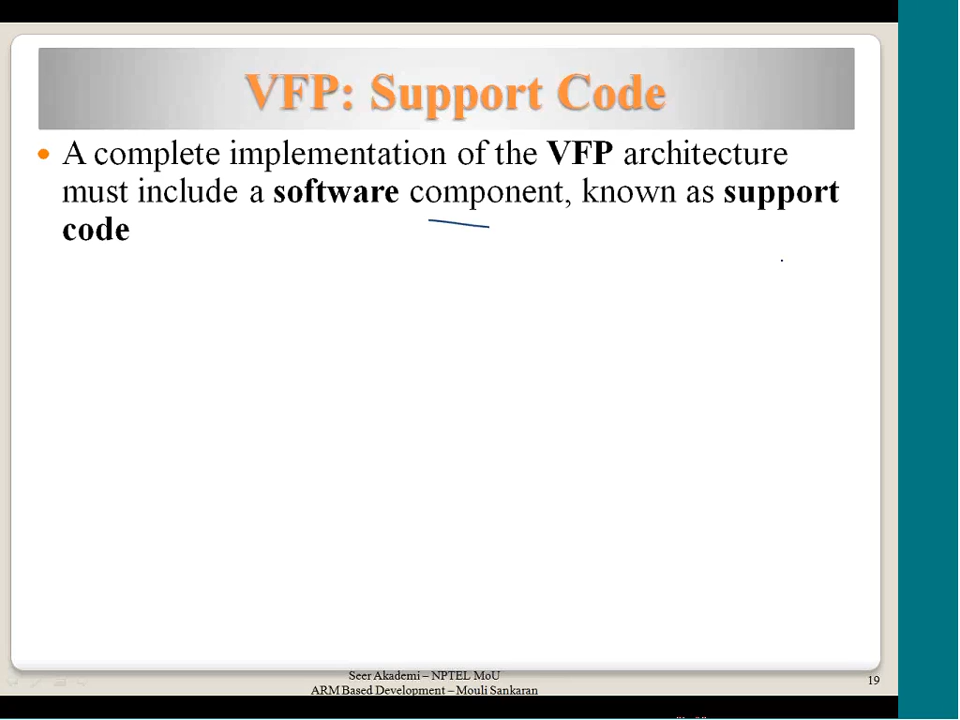 VFP: Support Code
• A complete implementation of the VFP architecture
must include a software component, known as support
code
Seer Akademi – NPTEL MoU
ARM Based Development – Mouli Sankaran
19